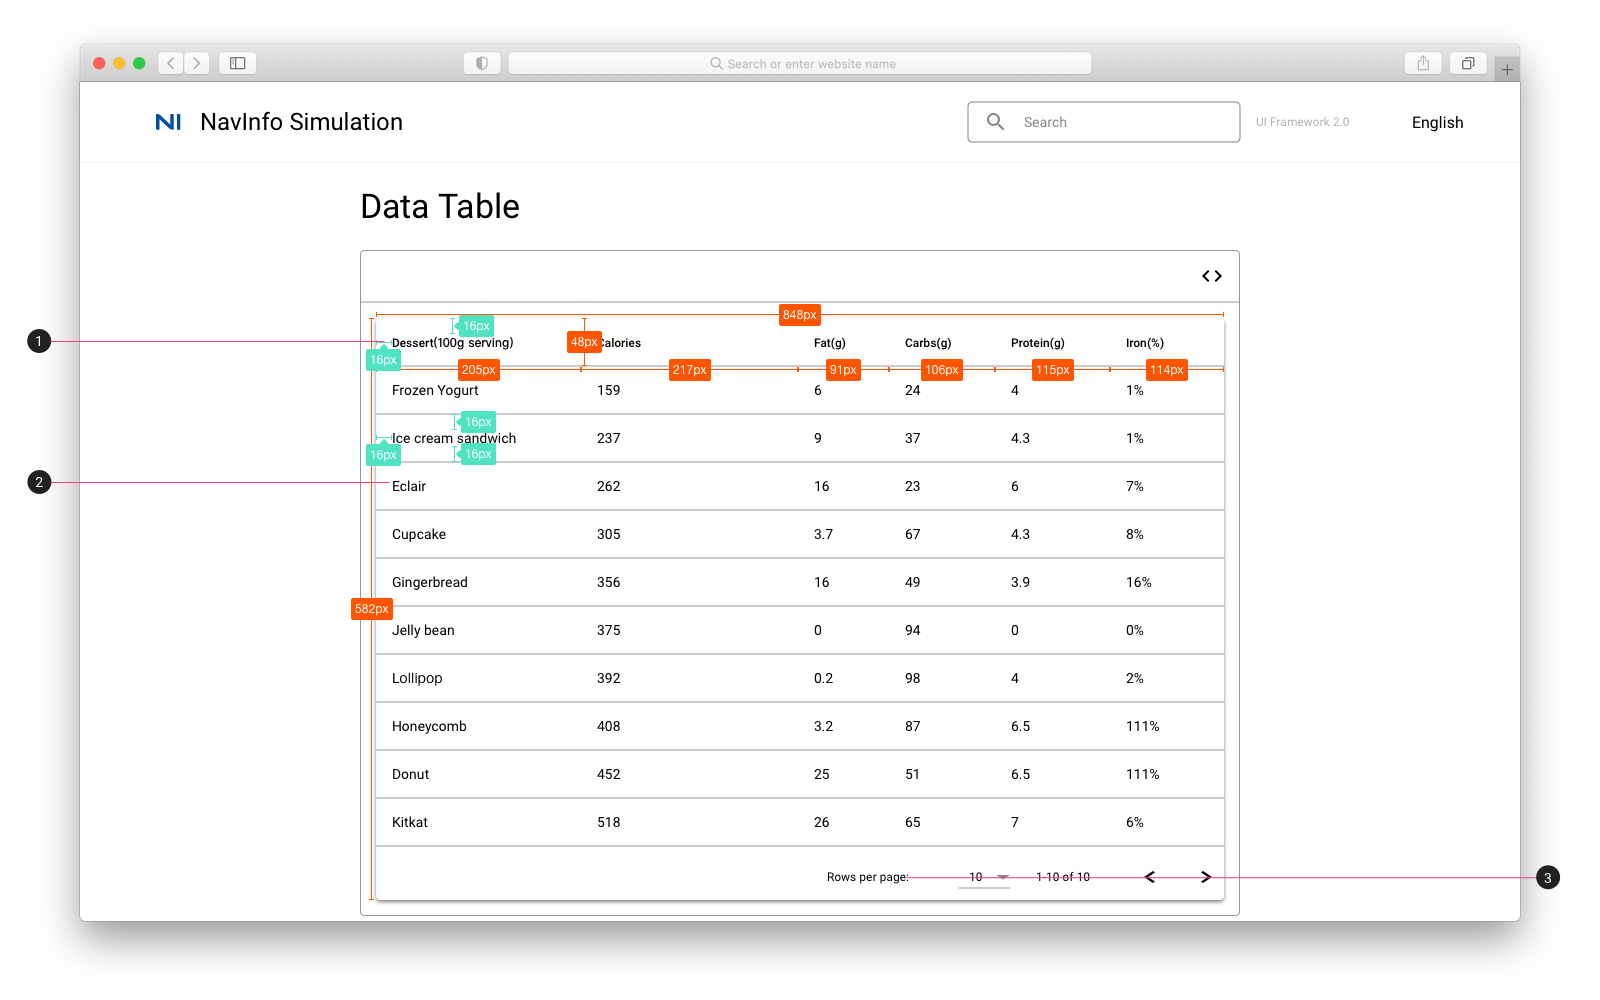 Search or enter website name
NI NavInfo Simulation
Search
UI Framework 2.0
English
Data Table
848px
16px
1
Dessert(100g serving) 48px Calories Fat(g) Carbs(g) Protein(g) Iron(%)
16px
205px 217px 91px 106px 115px 114px
Frozen Yogurt 159 6 24 4 1%
16px
Ice cream sandwich 237 9 37 4.3 1%
16px 16px
2
Eclair 262 16 23 6 7%
Cupcake 305 3.7 67 4.3 8%
Gingerbread 356 16 49 3.9 16%
582px
Jelly bean 375 0 94 0 0%
Lollipop 392 0.2 98 4 2%
Honeycomb 408 3.2 87 6.5 111%
Donut 452 25 51 6.5 111%
Kitkat 518 26 65 7 6%
Rows per page: 10 1-10 of 10
3